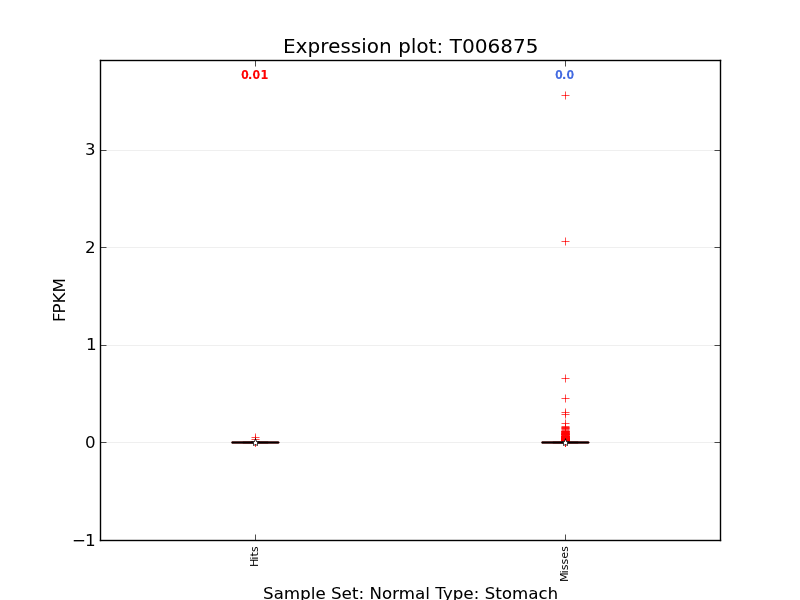 Expression plot: T006875
0.01
0.0
3
2
1
0
−1
FPKM
Hits
Misses
Sample Set: Normal Type: Stomach